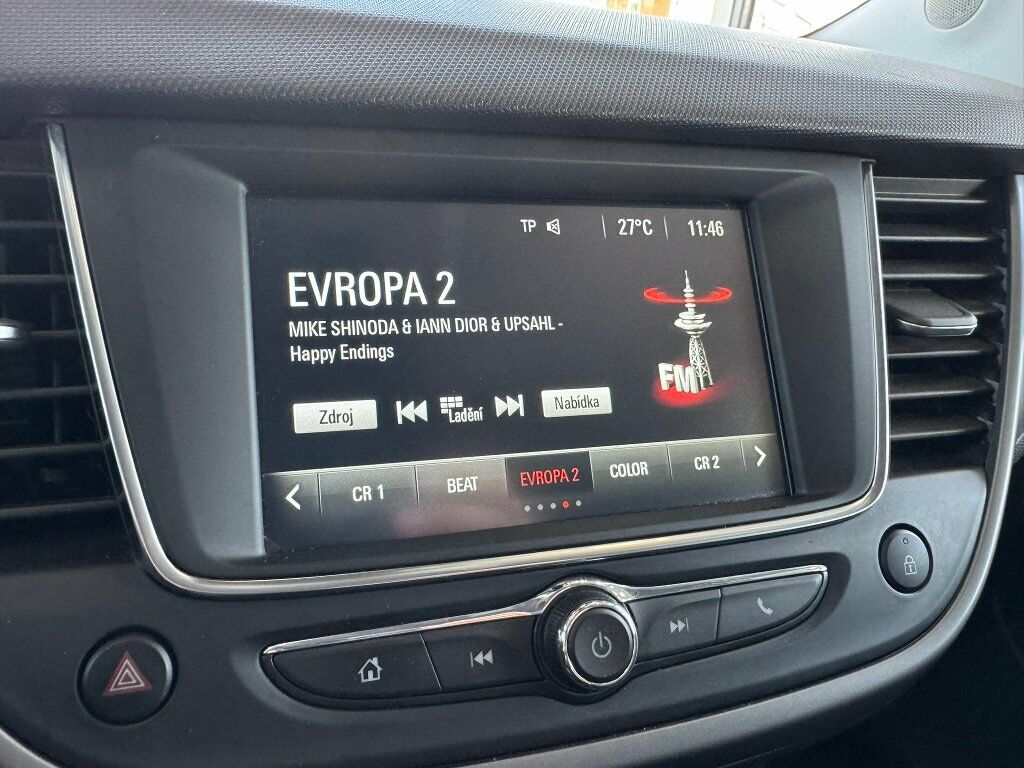 TP 27°C 11:46
EVROPA 2
MIKE SHINODA & IANN DIOR & UPSAHL -
Happy Endings
FM
Zdroj Ladění Nabídka
CR 1 BEAT EVROPA 2 COLOR CR 2